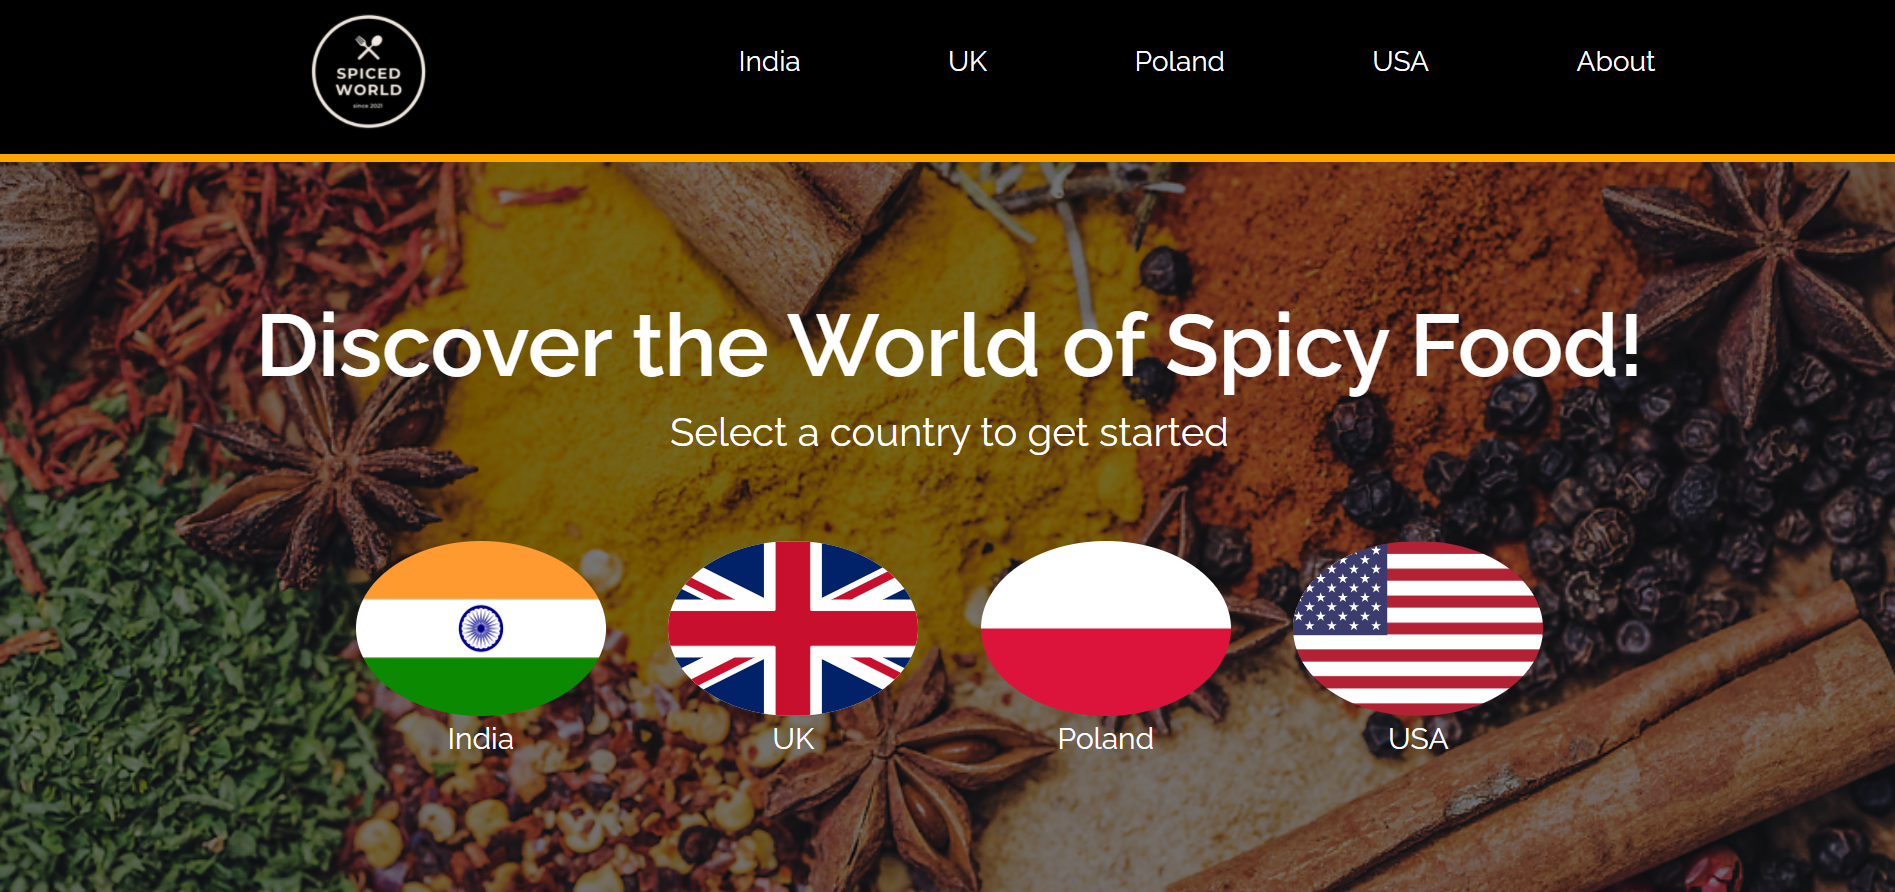 SPICED
WORLD
since 2021
India UK Poland USA About
Discover the World of Spicy Food!
Select a country to get started
India UK Poland USA